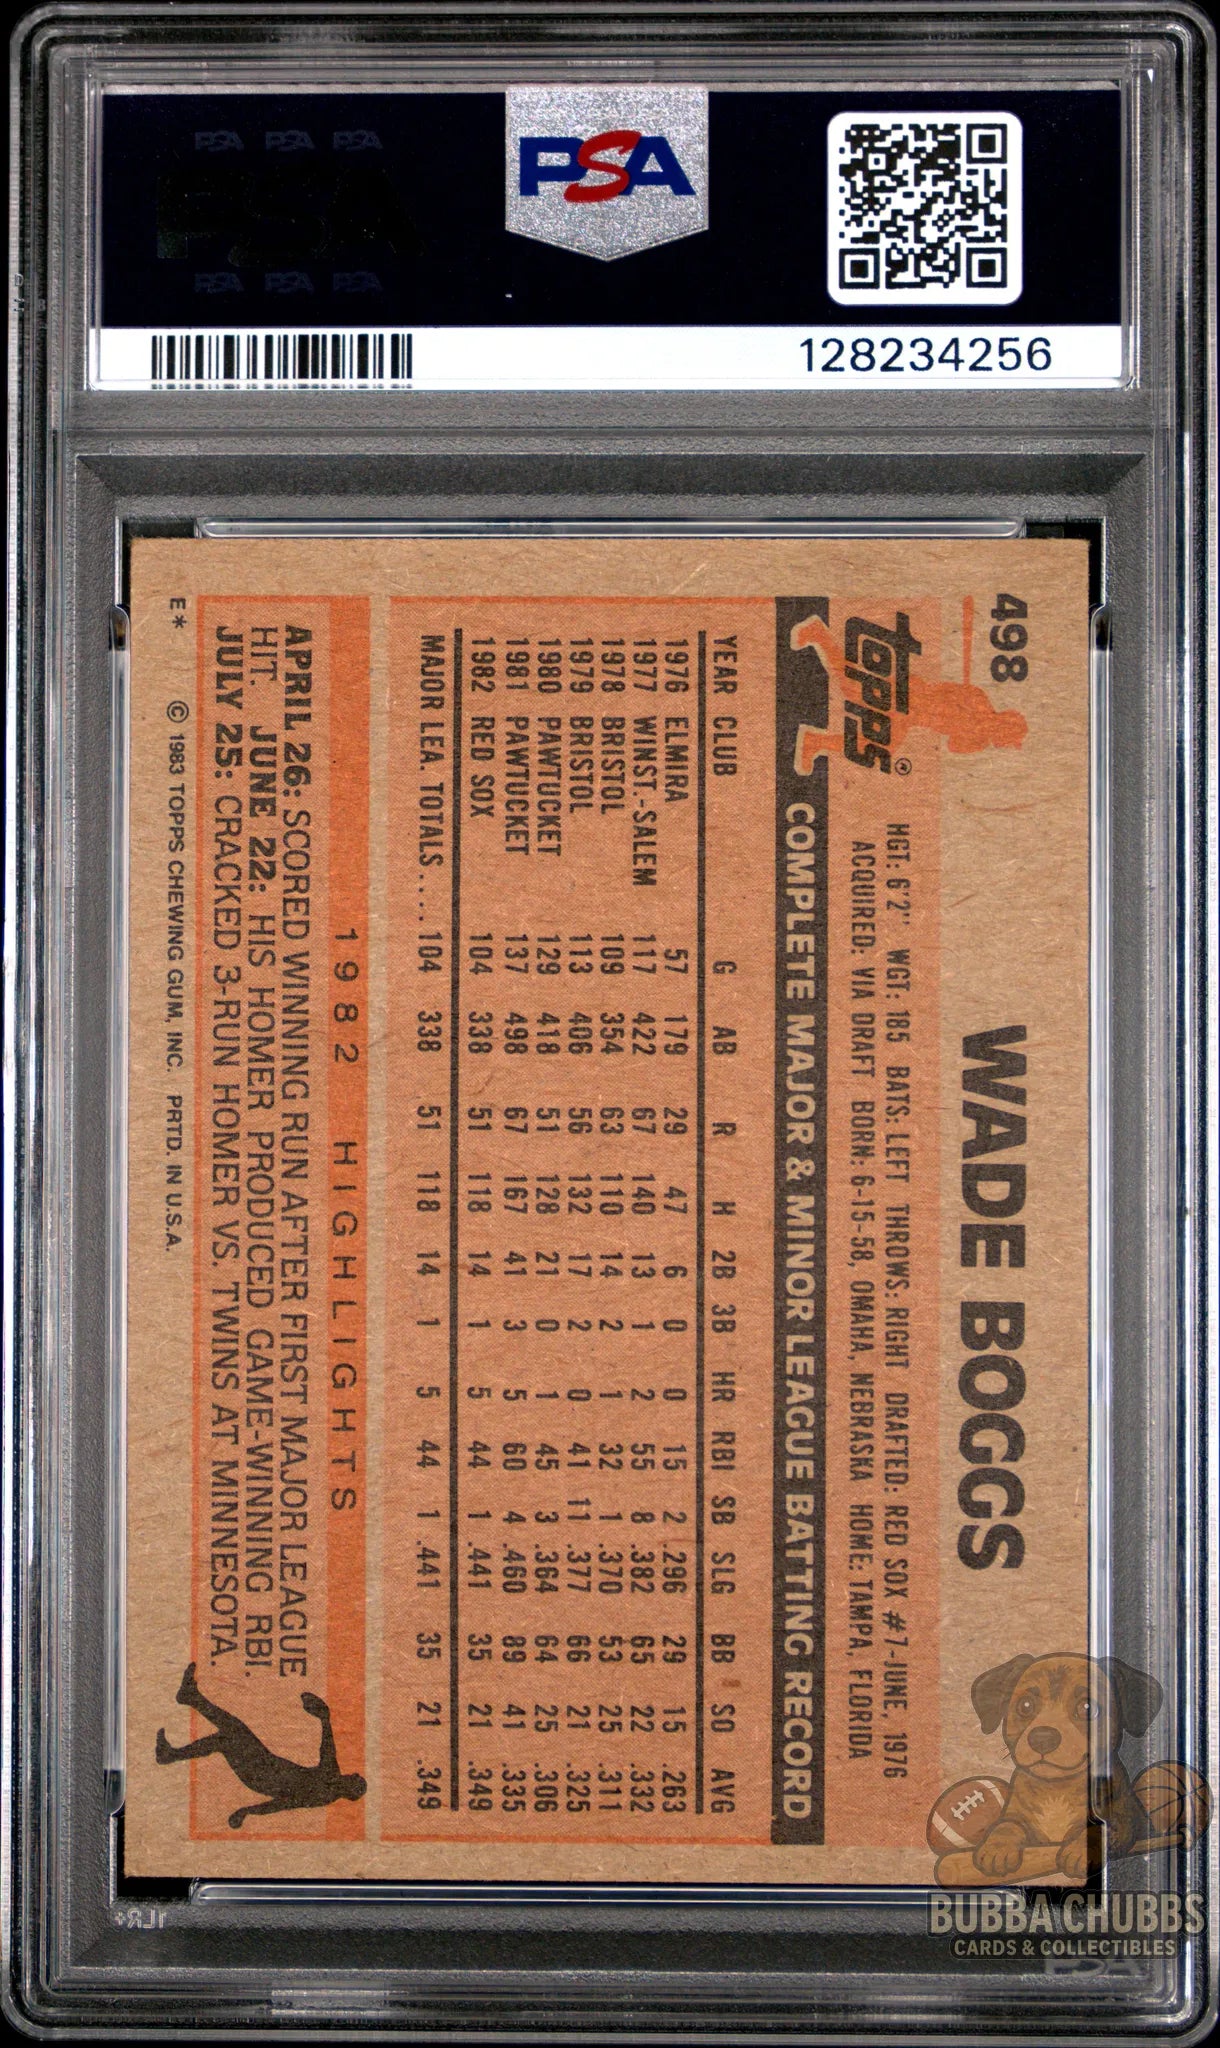 PSA PSA PSA
PSA
PSA
PSA PSA PSA
128234256
498
WADE BOGGS
Topps®
HGT: 6'2" WGT: 185 BATS: LEFT THROWS: RIGHT DRAFTED: RED SOX #7-JUNE, 1976
ACQUIRED: VIA DRAFT BORN: 6-15-58, OMAHA, NEBRASKA HOME: TAMPA, FLORIDA
COMPLETE MAJOR & MINOR LEAGUE BATTING RECORD
YEAR CLUB G AB R H 2B 3B HR RBI SB SLG BB SO AVG
1976 ELMIRA 57 179 29 47 6 0 0 15 2 .296 29 15 .263
1977 WINST.-SALEM 117 422 67 140 13 1 2 55 8 .382 65 22 .332
1978 BRISTOL 109 354 63 110 14 2 1 32 1 .370 53 25 .311
1979 BRISTOL 113 406 56 132 17 2 0 41 11 .377 66 21 .325
1980 PAWTUCKET 129 418 51 128 21 0 1 45 3 .364 64 25 .306
1981 PAWTUCKET 137 498 67 167 41 3 5 60 4 .460 89 41 .335
1982 RED SOX 104 338 51 118 14 1 5 44 1 .441 35 21 .349
MAJOR LEA. TOTALS.... 104 338 51 118 14 1 5 44 1 .441 35 21 .349
1982 HIGHLIGHTS
APRIL 26: SCORED WINNING RUN AFTER FIRST MAJOR LEAGUE
HIT. JUNE 22: HIS HOMER PRODUCED GAME-WINNING RBI.
JULY 25: CRACKED 3-RUN HOMER VS. TWINS AT MINNESOTA.
E* © 1983 TOPPS CHEWING GUM, INC. PRTD. IN U.S.A.
1LR+
BUBBA CHUBBS
CARDS & COLLECTIBLES
PSA